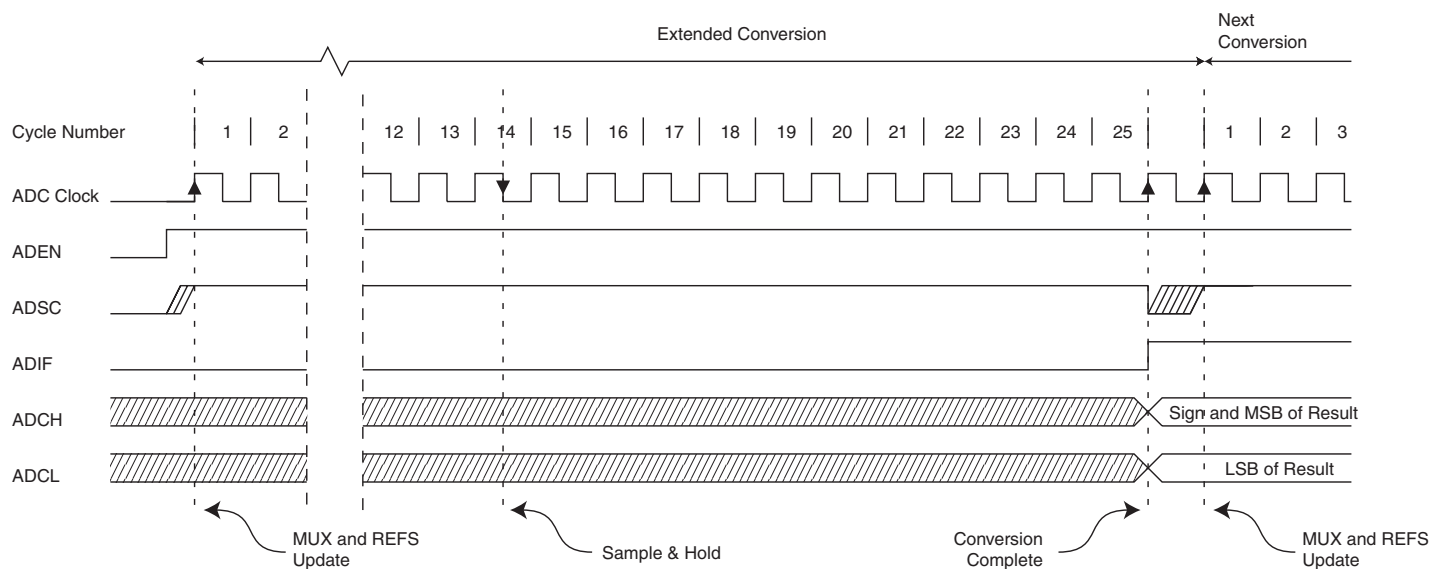 Extended Conversion
Next
Conversion
Cycle Number 1 2 12 13 14 15 16 17 18 19 20 21 22 23 24 25 1 2 3
ADC Clock
ADEN
ADSC
ADIF
ADCH
Sign and MSB of Result
ADCL
LSB of Result
MUX and REFS
Update
Sample & Hold
Conversion
Complete
MUX and REFS
Update